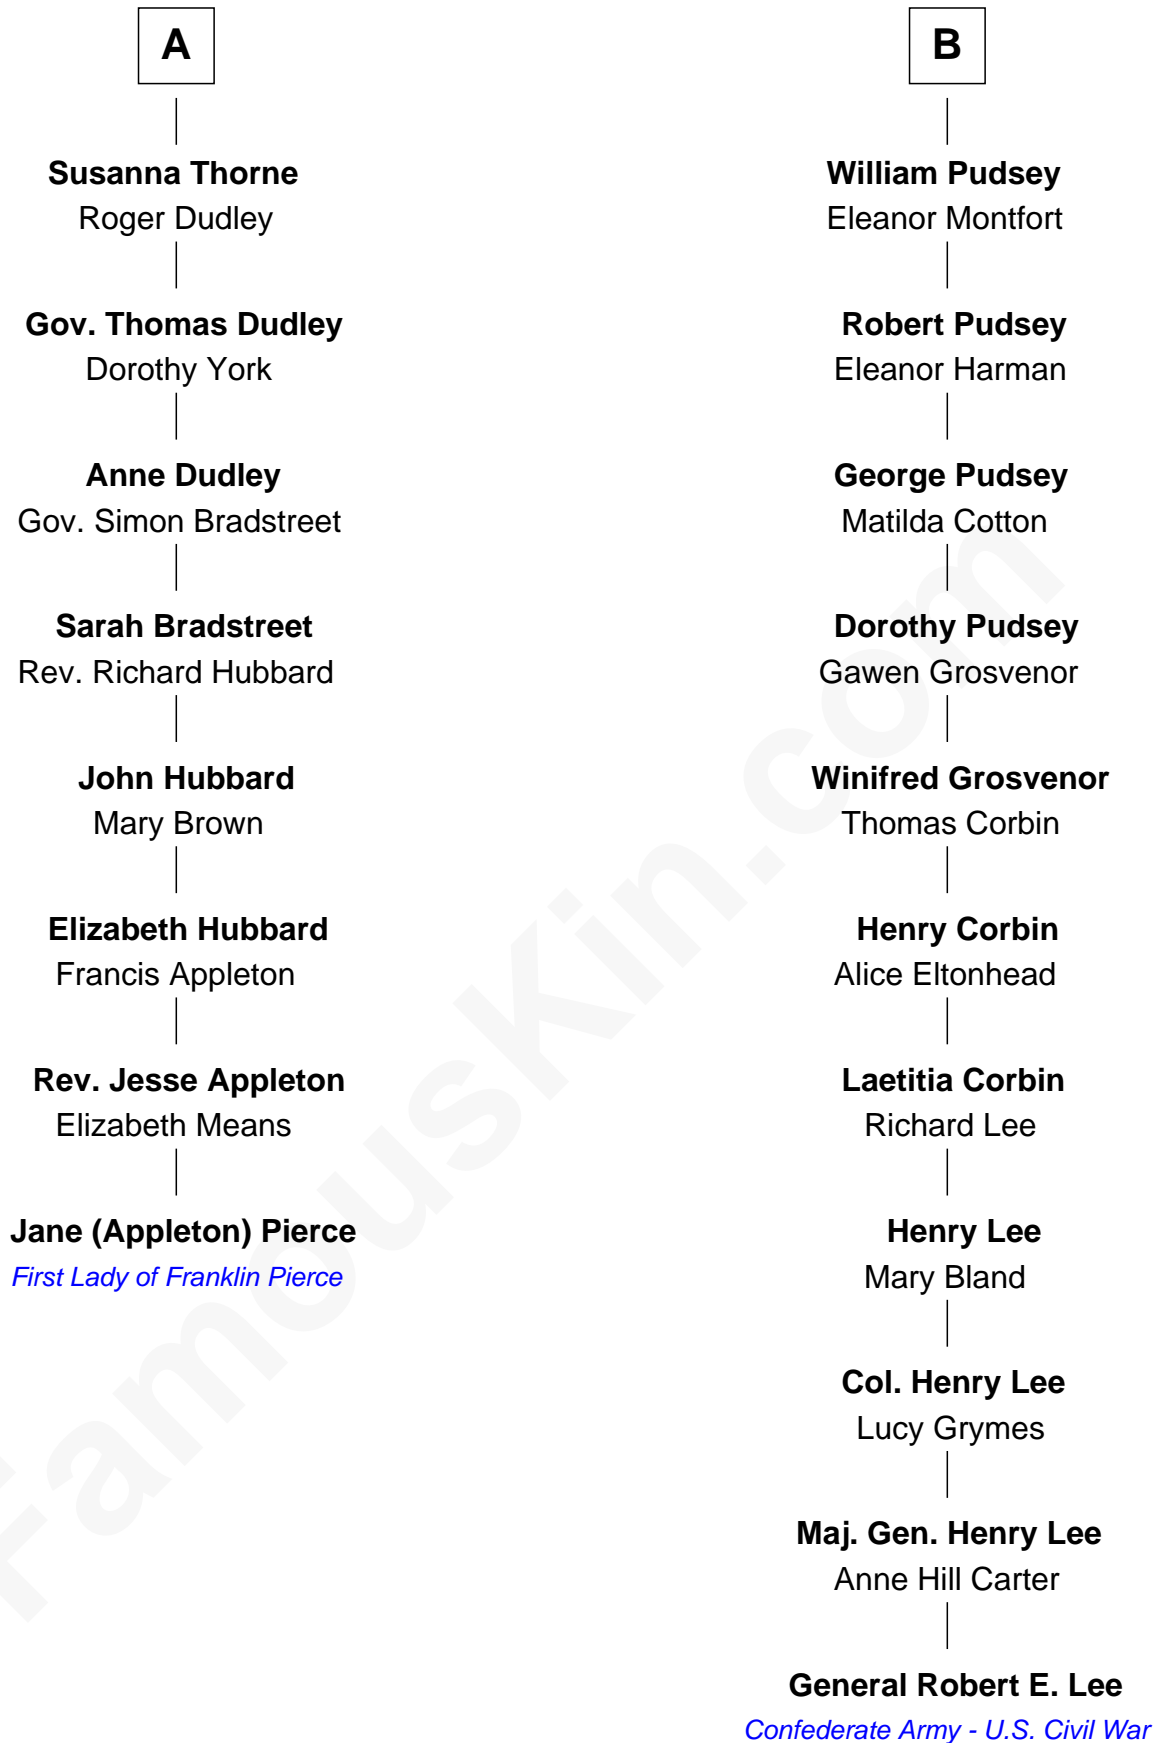 A
Susanna Thorne
Roger Dudley
Gov. Thomas Dudley
Dorothy York
Anne Dudley
Gov. Simon Bradstreet
Sarah Bradstreet
Rev. Richard Hubbard
John Hubbard
Mary Brown
Elizabeth Hubbard
Francis Appleton
Rev. Jesse Appleton
Elizabeth Means
Jane (Appleton) Pierce
First Lady of Franklin Pierce
B
William Pudsey
Eleanor Montfort
Robert Pudsey
Eleanor Harman
George Pudsey
Matilda Cotton
Dorothy Pudsey
Gawen Grosvenor
Winifred Grosvenor
Thomas Corbin
Henry Corbin
Alice Eltonhead
Laetitia Corbin
Richard Lee
Henry Lee
Mary Bland
Col. Henry Lee
Lucy Grymes
Maj. Gen. Henry Lee
Anne Hill Carter
General Robert E. Lee
Confederate Army - U.S. Civil War
FamousKin.com